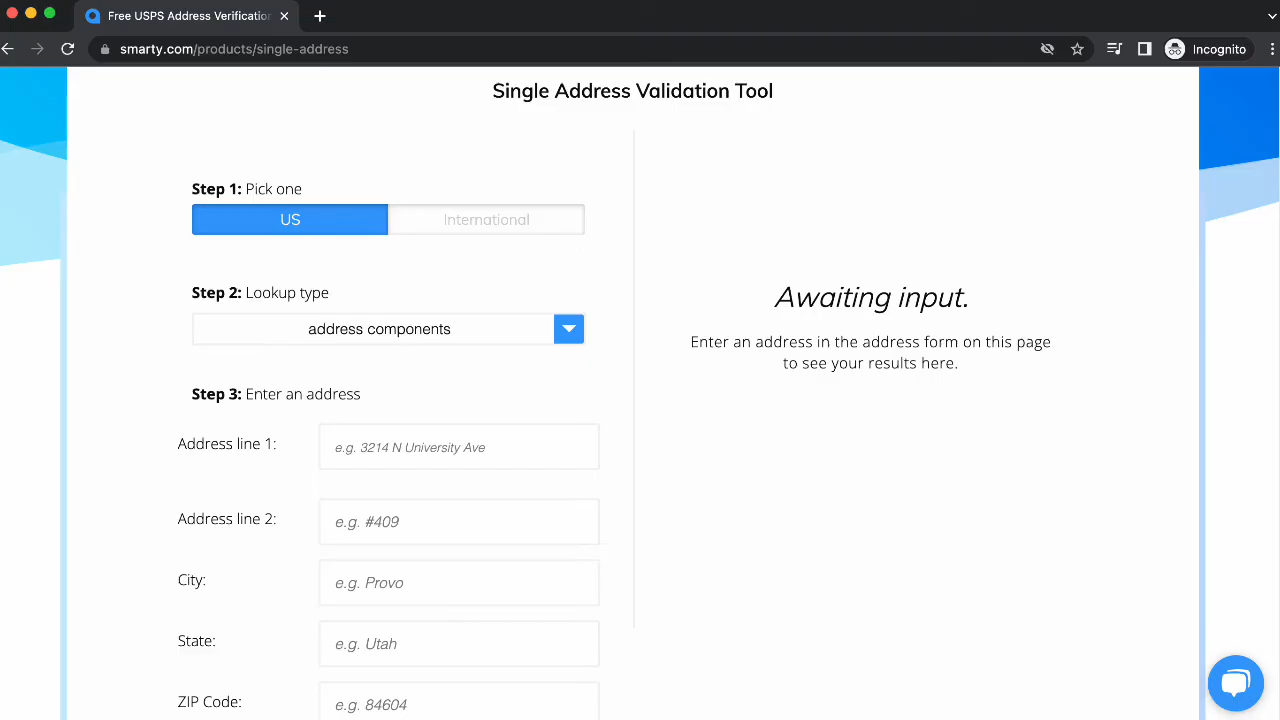 Free USPS Address Verificatio
smarty.com/products/single-address
Incognito
Single Address Validation Tool
Step 1: Pick one
US
International
Step 2: Lookup type
address components
Step 3: Enter an address
Address line 1:
e.g. 3214 N University Ave
Address line 2:
e.g. #409
City:
e.g. Provo
State:
e.g. Utah
ZIP Code:
e.g. 84604
Awaiting input.
Enter an address in the address form on this page
to see your results here.